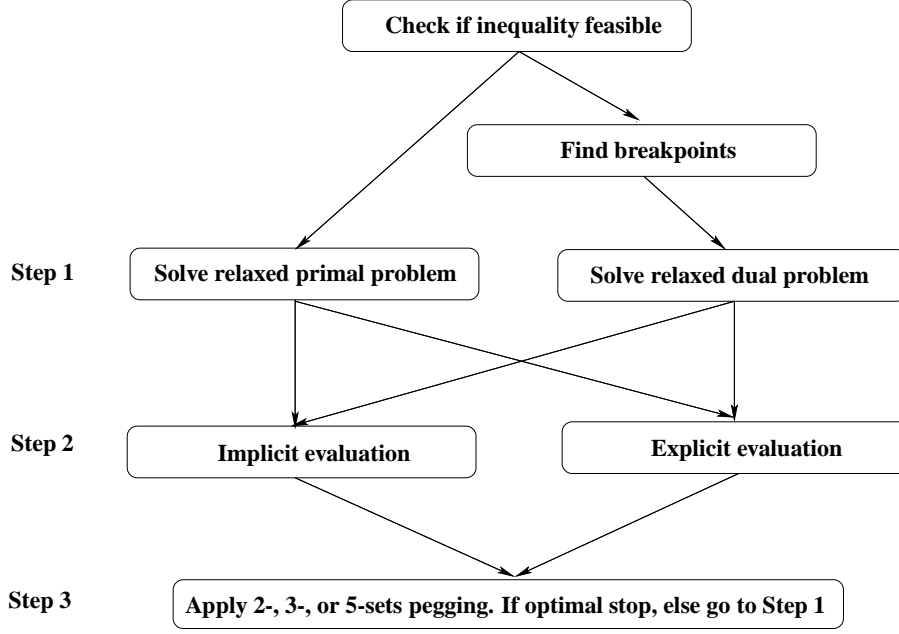 Check if inequality feasible
Find breakpoints
Step 1
Solve relaxed primal problem
Solve relaxed dual problem
Step 2
Implicit evaluation
Explicit evaluation
Step 3
Apply 2-, 3-, or 5-sets pegging. If optimal stop, else go to Step 1